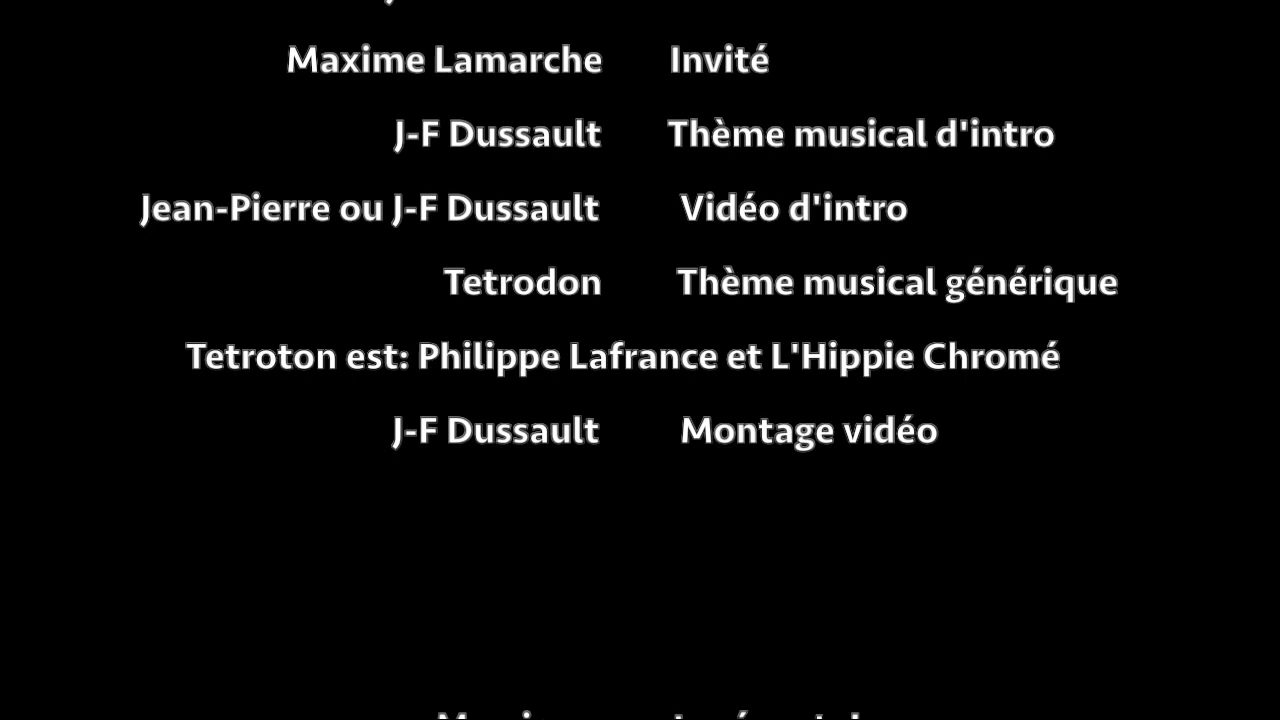 Maxime Lamarche Invité
J-F Dussault Thème musical d'intro
Jean-Pierre ou J-F Dussault Vidéo d'intro
Tetrodon Thème musical générique
Tetroton est: Philippe Lafrance et L'Hippie Chromé
J-F Dussault Montage vidéo